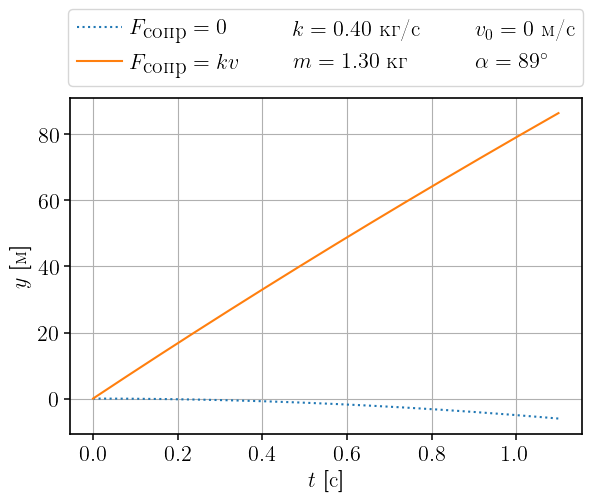 F_сопр = 0 k = 0.40 кг/с v_0 = 0 м/с
F_сопр = kv m = 1.30 кг α = 89°
80
60
40
20
0
y [м]
0.0 0.2 0.4 0.6 0.8 1.0
t [с]